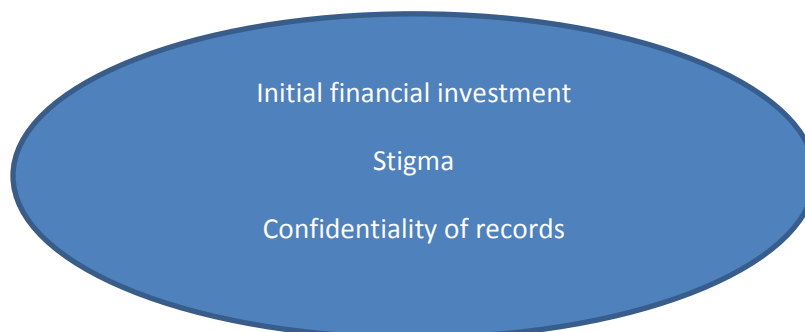 Initial financial investment
Stigma
Confidentiality of records